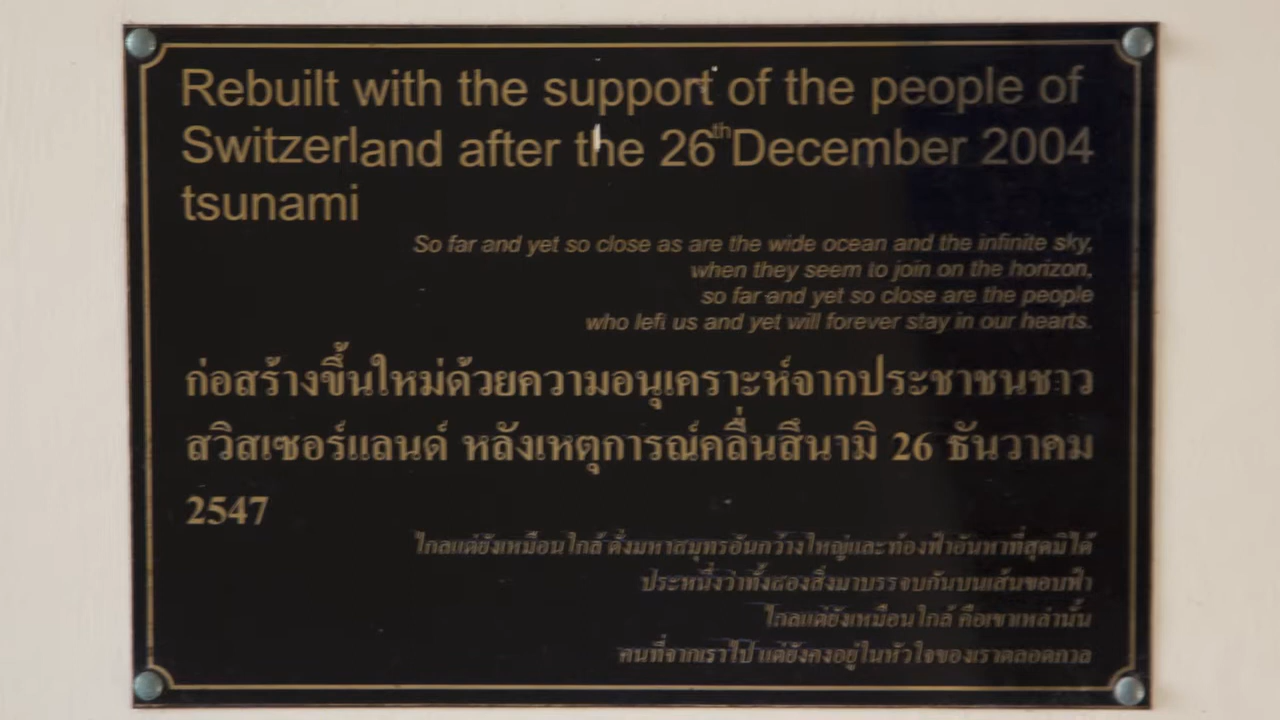 Rebuilt with the support of the people of
Switzerland after the 26th December 2004
tsunami
So far and yet so close as are the wide ocean and the infinite sky,
when they seem to join on the horizon,
so far and yet so close are the people
who left us and yet will forever stay in our hearts.
ก่อสร้างขึ้นใหม่ด้วยความอนุเคราะห์จากประชาชนชาว
สวิสเซอร์แลนด์ หลังเหตุการณ์คลื่นสึนามิ 26 ธันวาคม
2547
ไกลแต่ยังเหมือนใกล้ ดั่งมหาสมุทรอันกว้างใหญ่และท้องฟ้าอันหาที่สุดมิได้
ประหนึ่งว่าทั้งสองสิ่งมาบรรจบกันบนเส้นขอบฟ้า
ไกลแต่ยังเหมือนใกล้ คือเขาเหล่านั้น
คนที่จากเราไป แต่ยังคงอยู่ในหัวใจของเราตลอดกาล